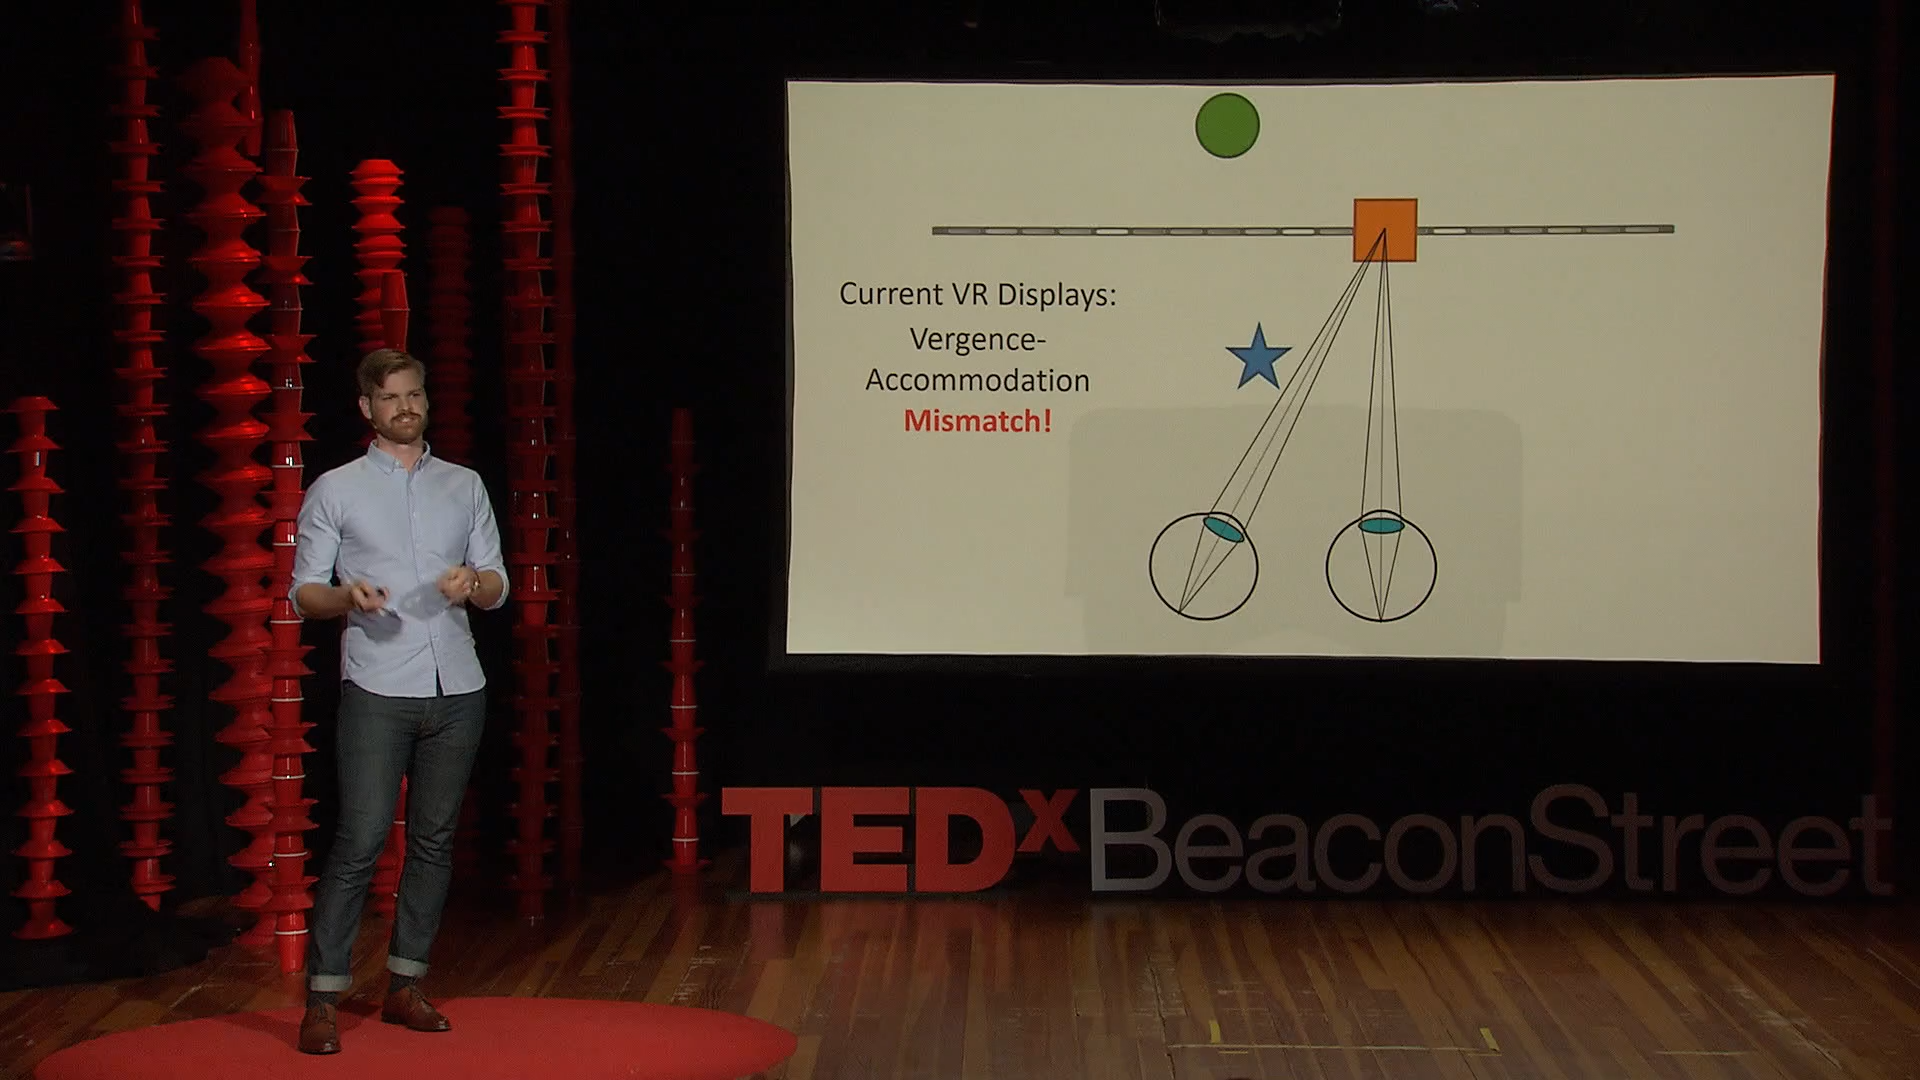 Current VR Displays:
Vergence-
Accommodation
Mismatch!
TEDxBeaconStreet